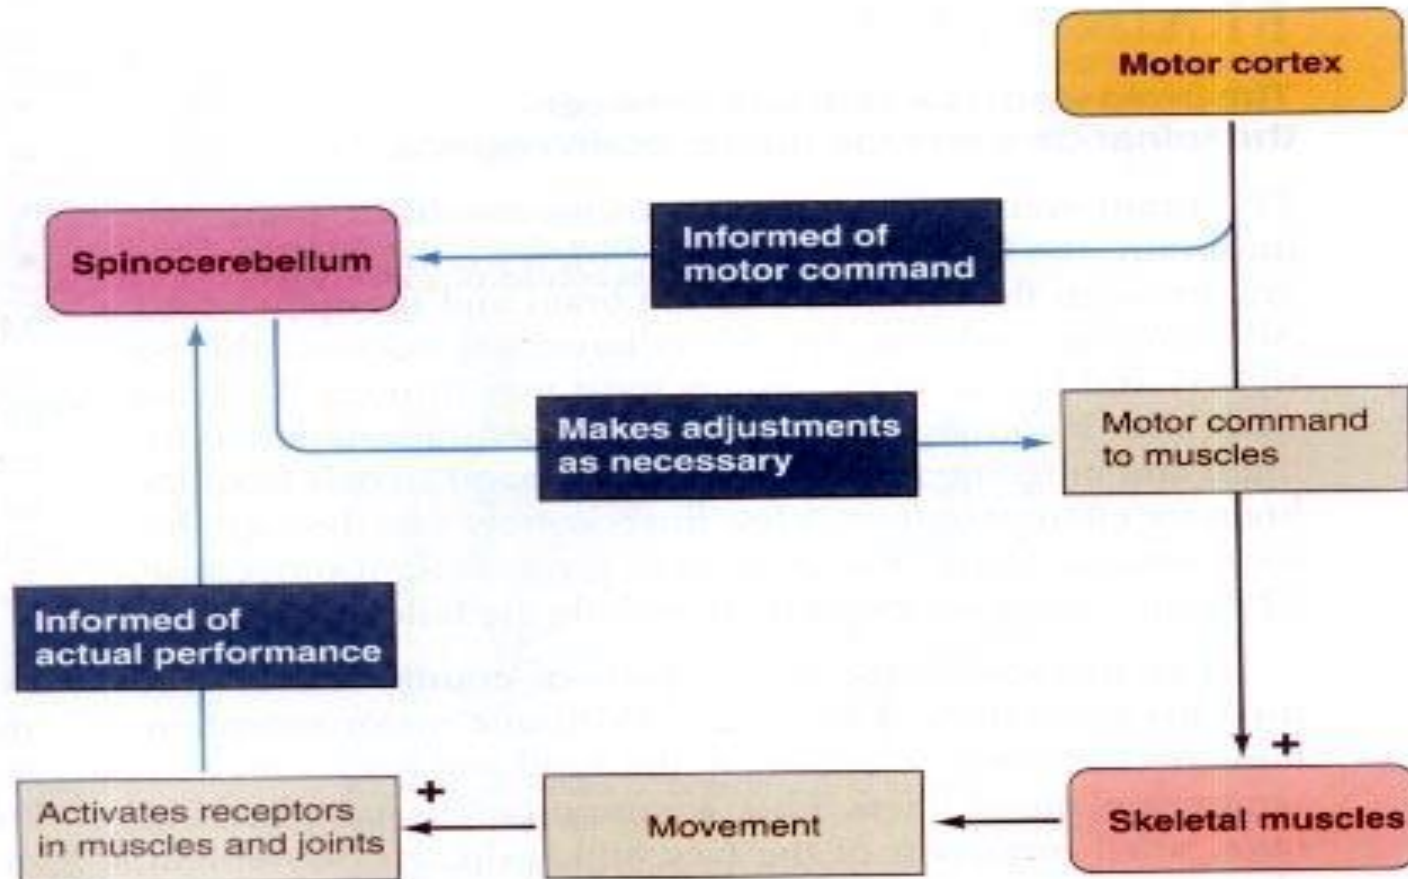 Motor cortex
Informed of
motor command
Spinocerebellum
Makes adjustments
as necessary
Motor command
to muscles
Informed of
actual performance
+
+
Activates receptors
in muscles and joints
Movement
Skeletal muscles